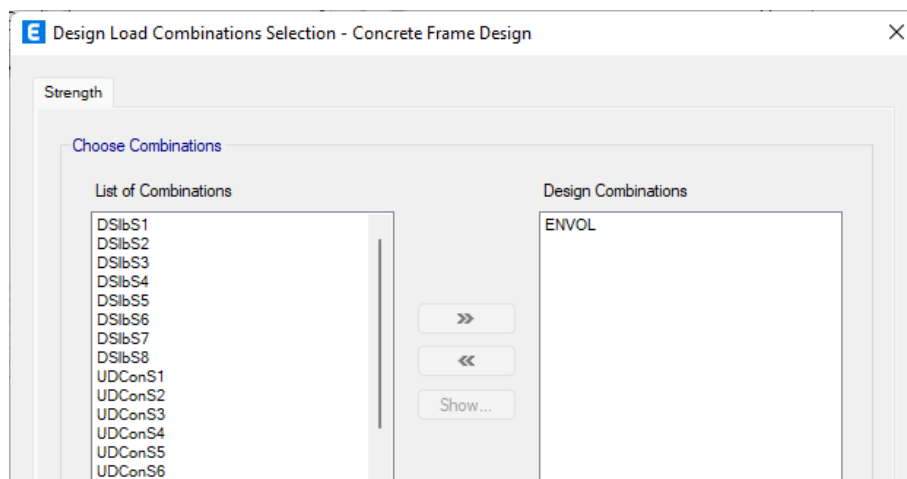 E Design Load Combinations Selection - Concrete Frame Design
Strength
Choose Combinations
List of Combinations
DSlbS1
DSlbS2
DSlbS3
DSlbS4
DSlbS5
DSlbS6
DSlbS7
DSlbS8
UDConS1
UDConS2
UDConS3
UDConS4
UDConS5
UDConS6
>>
<<
Show...
Design Combinations
ENVOL